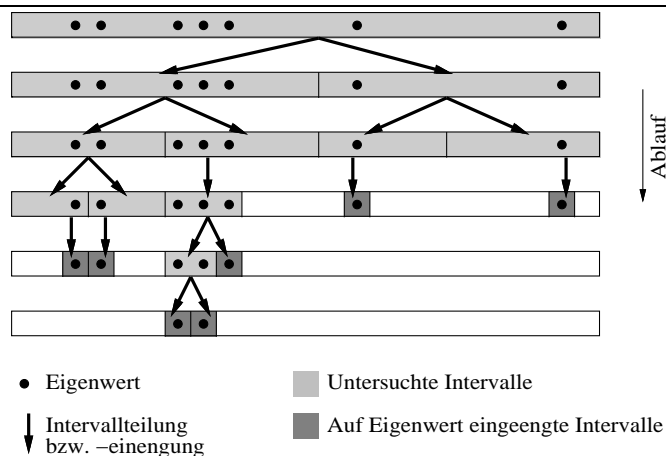 Ablauf
Eigenwert
Untersuchte Intervalle
Intervallteilung
bzw. −einengung
Auf Eigenwert eingeengte Intervalle